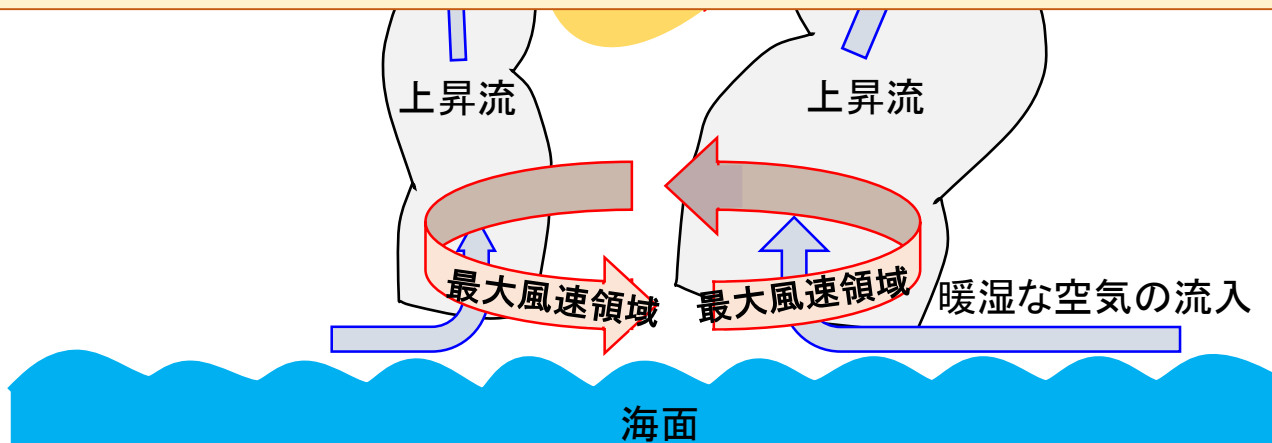 上昇流
上昇流
最大風速領域
最大風速領域
暖湿な空気の流入
海面